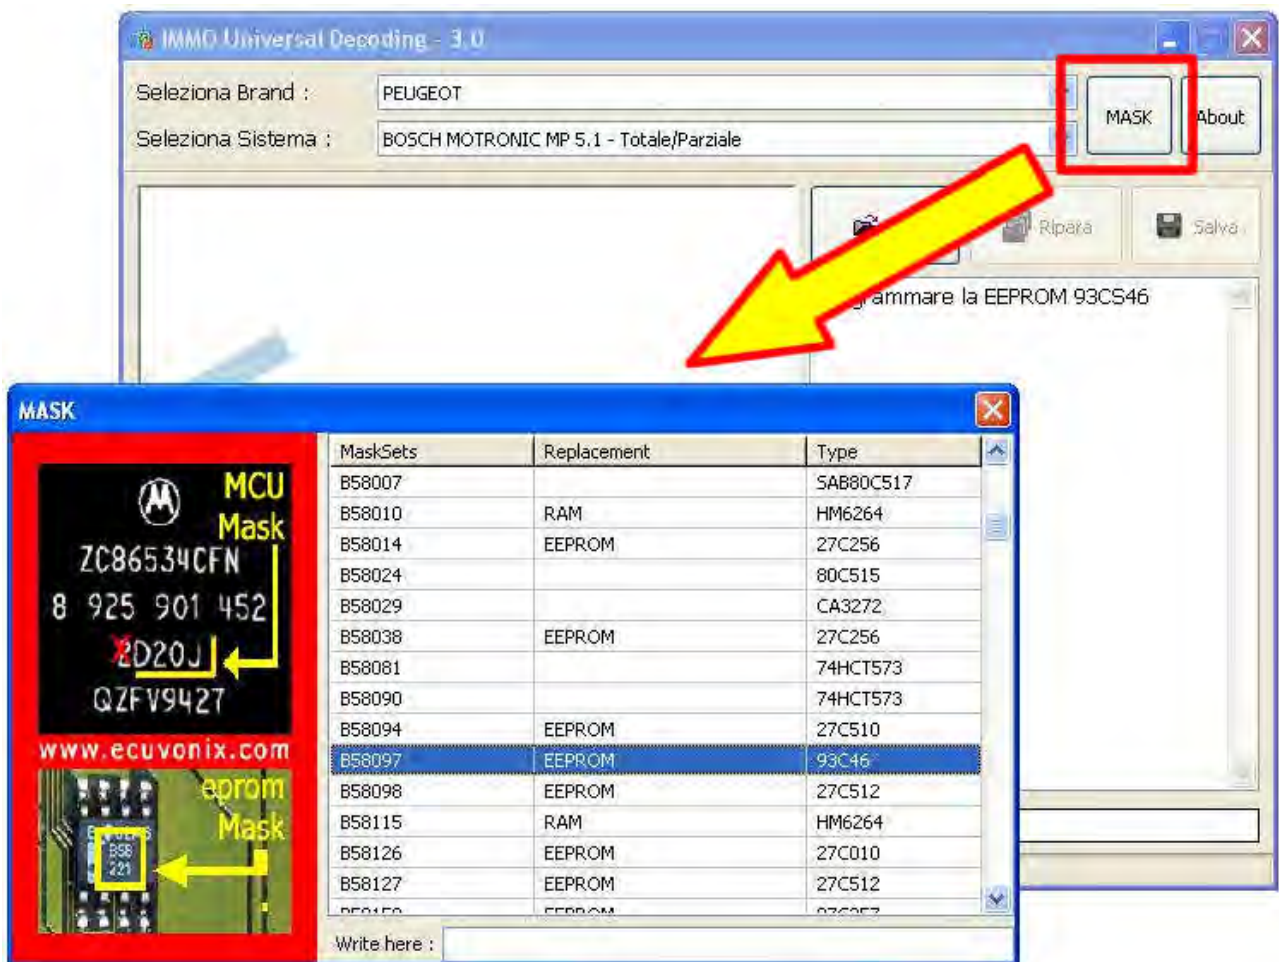 IMMO Universal Decoding - 3.0
Seleziona Brand :
PEUGEOT
Seleziona Sistema :
BOSCH MOTRONIC MP 5.1 - Totale/Parziale
MASK
About
Ripara
Salva
grammare la EEPROM 93CS46
MASK
MCU
Mask
ZC86534CFN
8 925 901 452
2D20J
QZFV9427
www.ecuvonix.com
eprom
Mask
B58
221
MaskSets Replacement Type
B58007 SAB80C517
B58010 RAM HM6264
B58014 EEPROM 27C256
B58024 80C515
B58029 CA3272
B58038 EEPROM 27C256
B58081 74HCT573
B58090 74HCT573
B58094 EEPROM 27C510
B58097 EEPROM 93C46
B58098 EEPROM 27C512
B58115 RAM HM6264
B58126 EEPROM 27C010
B58127 EEPROM 27C512
Write here :